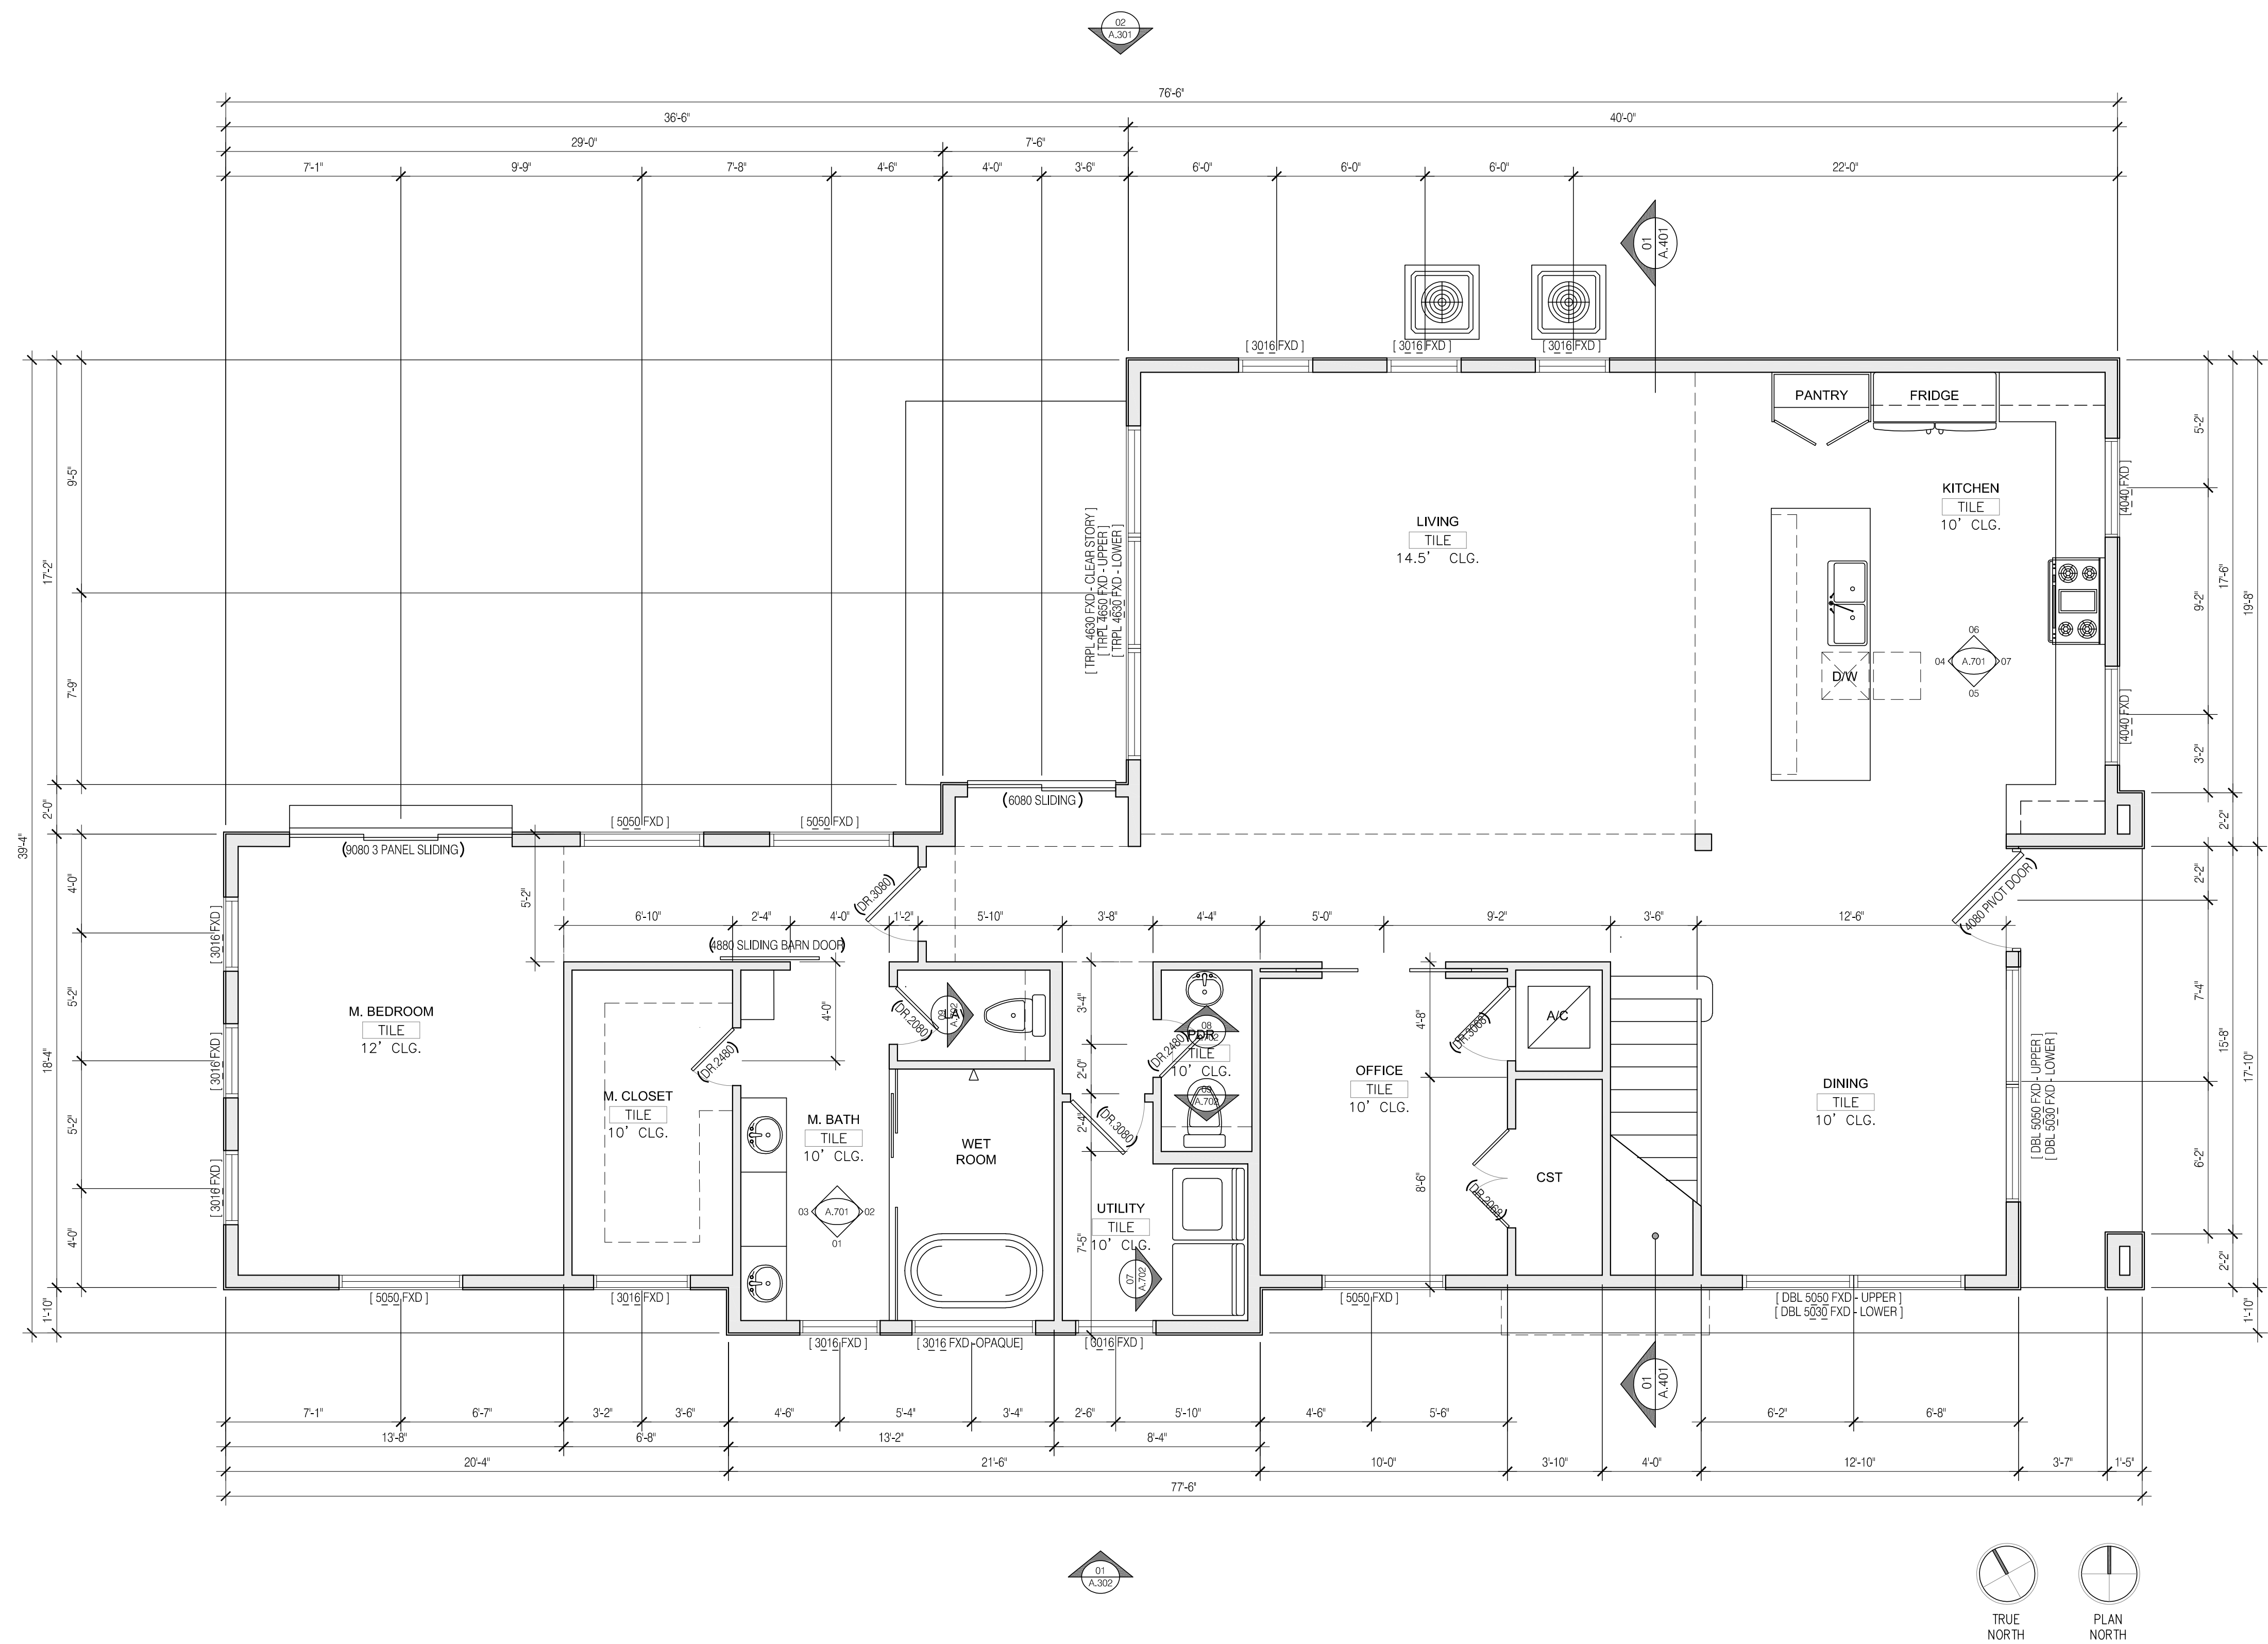 02
A.301
76'-6"
36'-6"
40'-0"
29'-0"
7'-6"
7'-1"
9'-9"
7'-8"
4'-6"
4'-0"
3'-6"
6'-0"
6'-0"
6'-0"
22'-0"
01
A.401
[ 3016 FXD ]
[ 3016 FXD ]
[ 3016 FXD ]
PANTRY
FRIDGE
5'-2"
9'-5"
[ 4040 FXD ]
KITCHEN
TILE
10' CLG.
LIVING
TILE
14.5' CLG.
[ TRPL 4630 FXD - CLEAR STORY ]
[ TRPL 4650 FXD - UPPER ]
[ TRPL 4630 FXD - LOWER ]
17'-2"
17'-6"
9'-2"
19'-8"
06
04
A.701
07
05
D/W
7'-9"
[ 4040 FXD ]
3'-2"
(6080 SLIDING)
2'-0"
[ 5050 FXD ]
[ 5050 FXD ]
2'-2"
39'-4"
(9080 3 PANEL SLIDING)
4'-0"
5'-2"
(DR.3080)
(4080 PIVOT DOOR)
2'-2"
6'-10"
2'-4"
4'-0"
1'-2"
5'-10"
3'-8"
4'-4"
5'-0"
9'-2"
3'-6"
12'-6"
[ 3016 FXD ]
(4880 SLIDING BARN DOOR)
5'-2"
M. BEDROOM
TILE
12' CLG.
4'-0"
(DR.2080)
3'-4"
08
PDR
TILE
10' CLG.
4'-8"
(DR.3068)
A/C
7'-4"
18'-4"
[ 3016 FXD ]
(DR.2480)
2'-0"
(DR.2480)
15'-8"
17'-10"
OFFICE
TILE
10' CLG.
DINING
TILE
10' CLG.
[ DBL 5050 FXD - UPPER ]
[ DBL 5030 FXD - LOWER ]
M. CLOSET
TILE
10' CLG.
09
A.702
5'-2"
M. BATH
TILE
10' CLG.
2'-4"
(DR.3080)
WET
ROOM
6'-2"
[ 3016 FXD ]
8'-6"
CST
(DR.2068)
03
A.701
02
01
UTILITY
TILE
10' CLG.
4'-0"
7'-5"
07
A.702
2'-2"
[ 5050 FXD ]
[ 3016 FXD ]
[ 5050 FXD ]
[ DBL 5050 FXD - UPPER ]
[ DBL 5030 FXD - LOWER ]
1'-10"
1'-10"
[ 3016 FXD ]
[ 3016 FXD -OPAQUE]
[ 3016 FXD ]
01
A.401
7'-1"
6'-7"
3'-2"
3'-6"
4'-6"
5'-4"
3'-4"
2'-6"
5'-10"
4'-6"
5'-6"
6'-2"
6'-8"
13'-8"
6'-8"
13'-2"
8'-4"
20'-4"
21'-6"
10'-0"
3'-10"
4'-0"
12'-10"
3'-7"
1'-5"
77'-6"
01
A.302
TRUE
NORTH
PLAN
NORTH